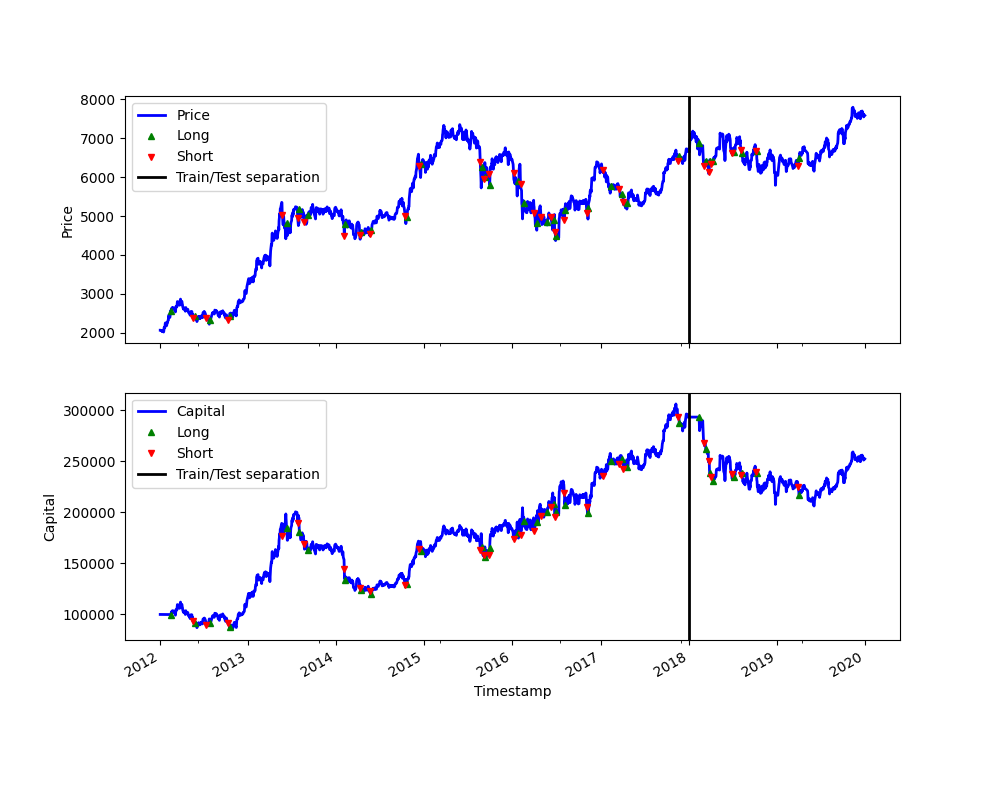 8000
7000
6000
5000
4000
3000
2000
Price
Price
Long
Short
Train/Test separation
300000
250000
200000
150000
100000
Capital
Capital
Long
Short
Train/Test separation
2012
2013
2014
2015
2016
2017
2018
2019
2020
Timestamp